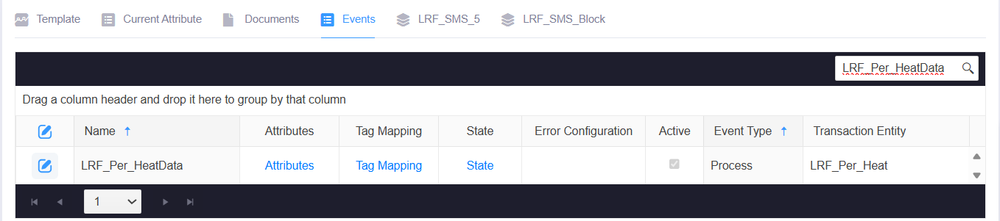 Template Current Attribute Documents Events LRF_SMS_5 LRF_SMS_Block
LRF_Per_HeatData
Drag a column header and drop it here to group by that column
Name Attributes Tag Mapping State Error Configuration Active Event Type Transaction Entity
LRF_Per_HeatData Attributes Tag Mapping State Process LRF_Per_Heat
1